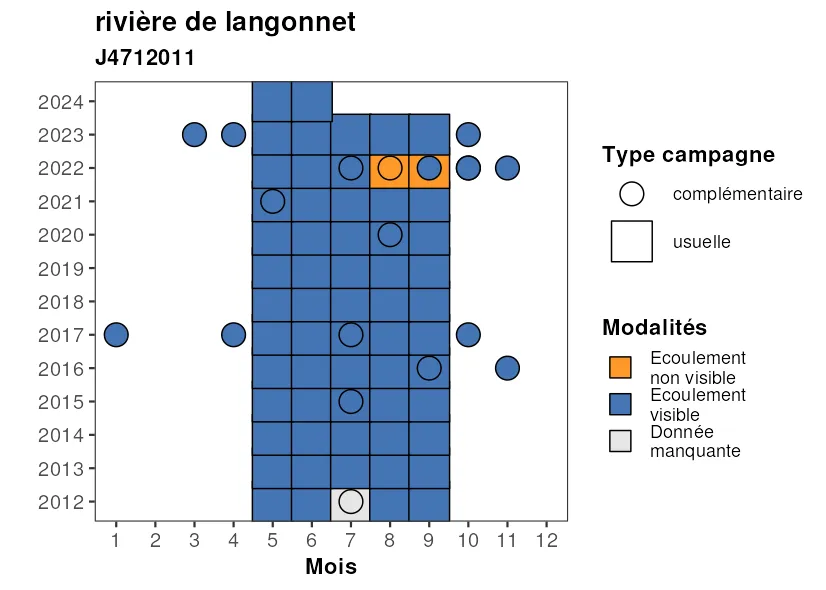 rivière de langonnet
J4712011
2024
2023
2022
2021
2020
2019
2018
2017
2016
2015
2014
2013
2012
1 2 3 4 5 6 7 8 9 10 11 12
Mois
Type campagne
complémentaire
usuelle
Modalités
Ecoulement
non visible
Ecoulement
visible
Donnée
manquante